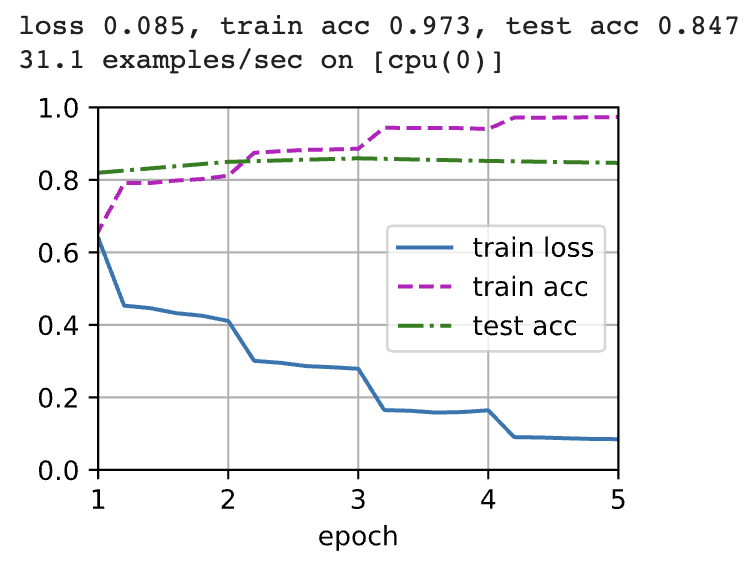 loss 0.085, train acc 0.973, test acc 0.847
31.1 examples/sec on [cpu(0)]
1.0
0.8
0.6
0.4
0.2
0.0
train loss
train acc
test acc
1 2 3 4 5
epoch